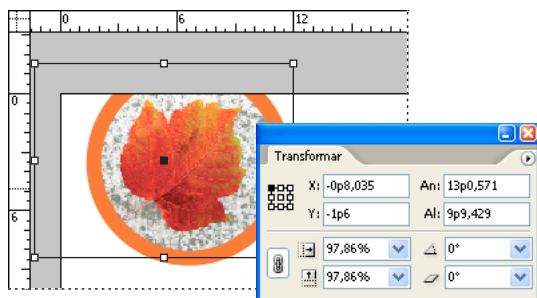 0 6 12
0
6
Transformar
X: -0p8,035 An: 13p0,571
Y: -1p6 Al: 9p9,429
97,86% 0°
97,86% 0°